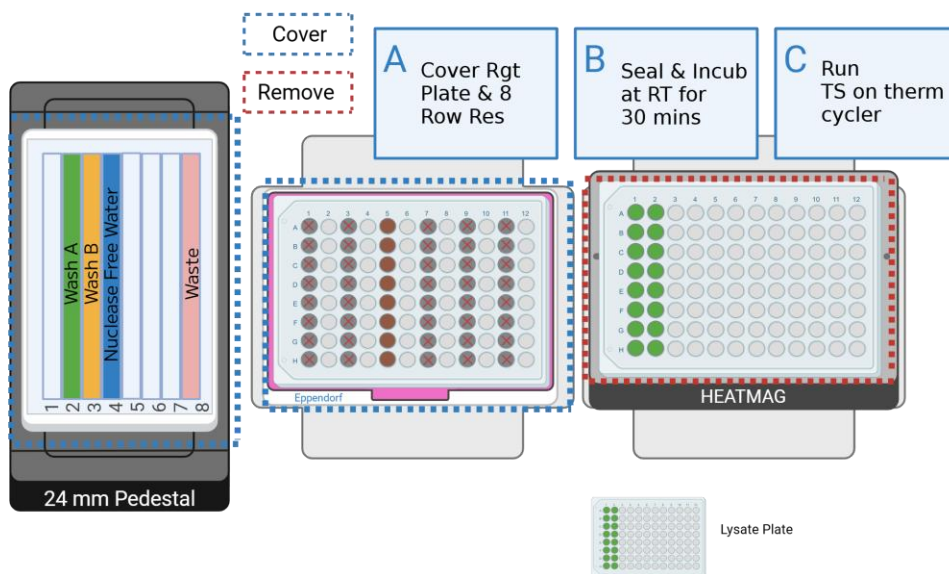 Cover
Remove
A
Cover Rgt
Plate & 8
Row Res
B
Seal & Incub
at RT for
30 mins
C
Run
TS on therm
cycler
Wash A
Wash B
Nuclease Free Water
Waste
1
2
3
4
5
6
7
8
24 mm Pedestal
1 2 3 4 5 6 7 8 9 10 11 12
A
B
C
D
E
F
G
H
Eppendorf
1 2 3 4 5 6 7 8 9 10 11 12
A
B
C
D
E
F
G
H
HEATMAG
Lysate Plate